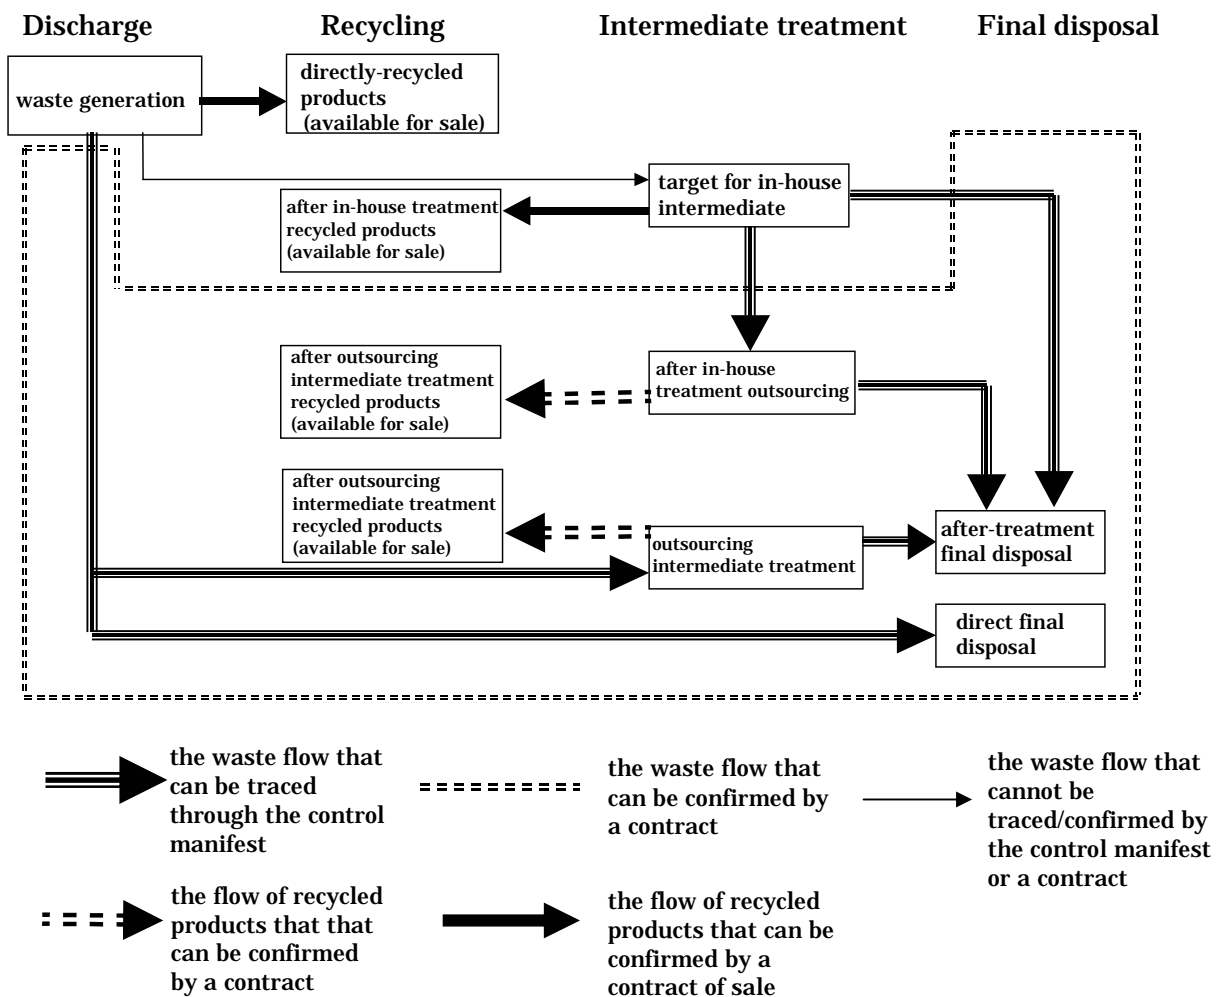 Discharge
Recycling
Intermediate treatment
Final disposal
waste generation
directly-recycled
products
(available for sale)
target for in-house
intermediate
after in-house treatment
recycled products
(available for sale)
after outsourcing
intermediate treatment
recycled products
(available for sale)
after in-house
treatment outsourcing
after outsourcing
intermediate treatment
recycled products
(available for sale)
outsourcing
intermediate treatment
after-treatment
final disposal
direct final
disposal
the waste flow that
can be traced
through the control
manifest
the waste flow that
can be confirmed by
a contract
the waste flow that
cannot be
traced/confirmed by
the control manifest
or a contract
the flow of recycled
products that that
can be confirmed
by a contract
the flow of recycled
products that can be
confirmed by a
contract of sale